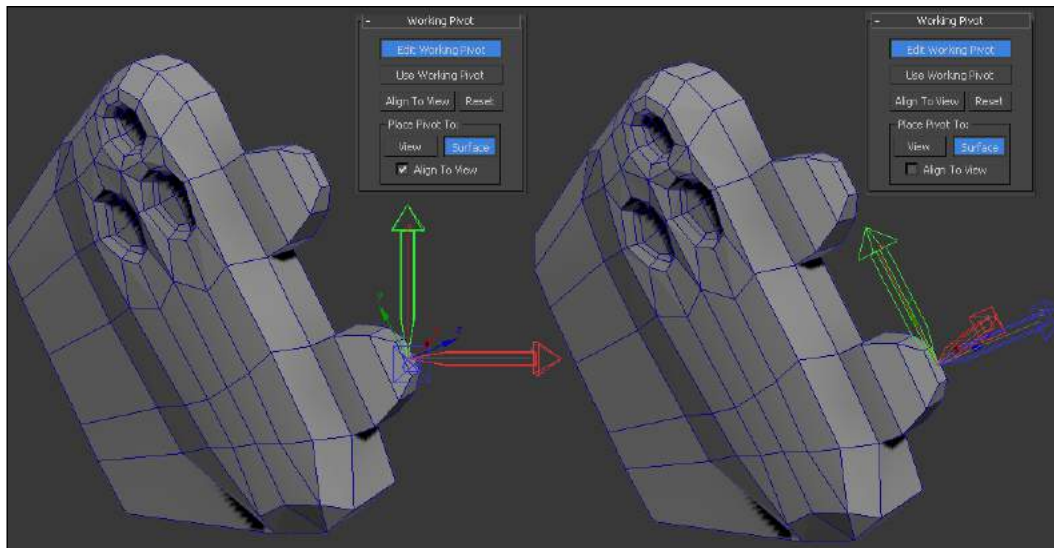 - Working Pivot
Edit Working Pivot
Use Working Pivot
Align To View Reset
Place Pivot To:
View Surface
Align To View
- Working Pivot
Edit Working Pivot
Use Working Pivot
Align To View Reset
Place Pivot To:
View Surface
Align To View